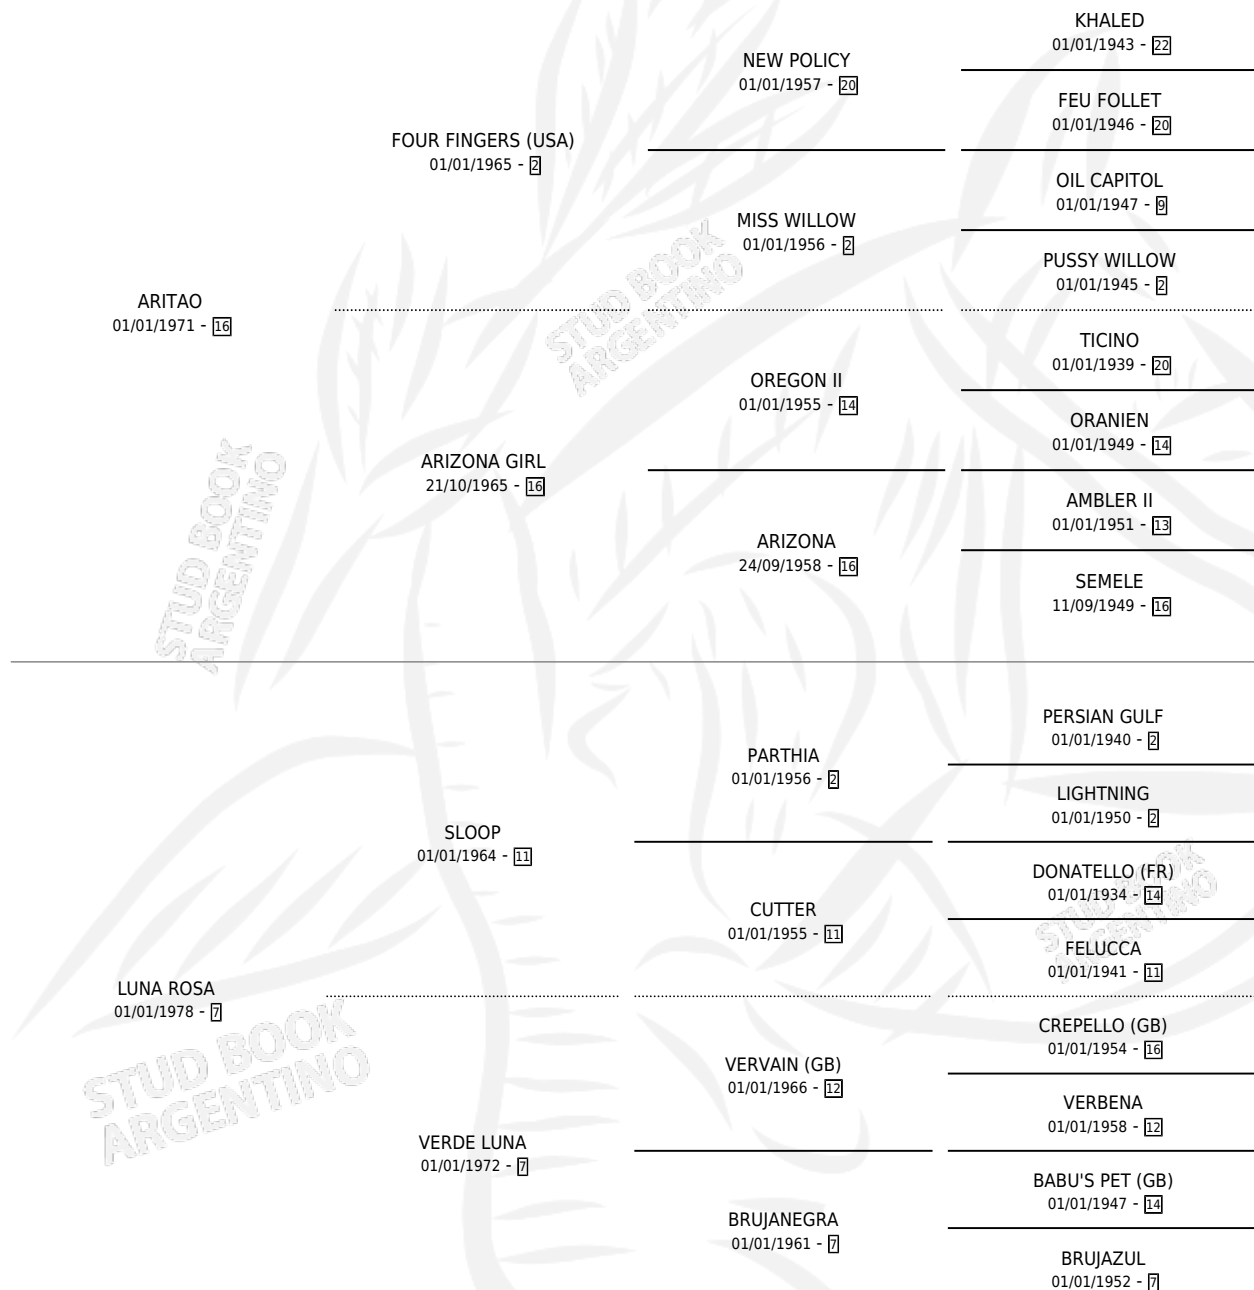 KHALED
01/01/1943 - 22
NEW POLICY
01/01/1957 - 20
FEU FOLLET
01/01/1946 - 20
FOUR FINGERS (USA)
01/01/1965 - 2
OIL CAPITOL
01/01/1947 - 9
MISS WILLOW
01/01/1956 - 2
PUSSY WILLOW
01/01/1945 - 2
ARITAO
01/01/1971 - 16
TICINO
01/01/1939 - 20
OREGON II
01/01/1955 - 14
ORANIEN
01/01/1949 - 14
ARIZONA GIRL
21/10/1965 - 16
AMBLER II
01/01/1951 - 13
ARIZONA
24/09/1958 - 16
SEMELE
11/09/1949 - 16
PERSIAN GULF
01/01/1940 - 2
PARTHIA
01/01/1956 - 2
LIGHTNING
01/01/1950 - 2
SLOOP
01/01/1964 - 11
DONATELLO (FR)
01/01/1934 - 14
CUTTER
01/01/1955 - 11
FELUCCA
01/01/1941 - 11
LUNA ROSA
01/01/1978 - 7
CREPELLO (GB)
01/01/1954 - 16
VERVAIN (GB)
01/01/1966 - 12
VERBENA
01/01/1958 - 12
VERDE LUNA
01/01/1972 - 7
BABU'S PET (GB)
01/01/1947 - 14
BRUJANEGRA
01/01/1961 - 7
BRUJAZUL
01/01/1952 - 7
STUD BOOK
ARGENTINO
STUD BOOK
ARGENTINO
STUD BOOK
ARGENTINO
STUD BOOK
ARGENTINO